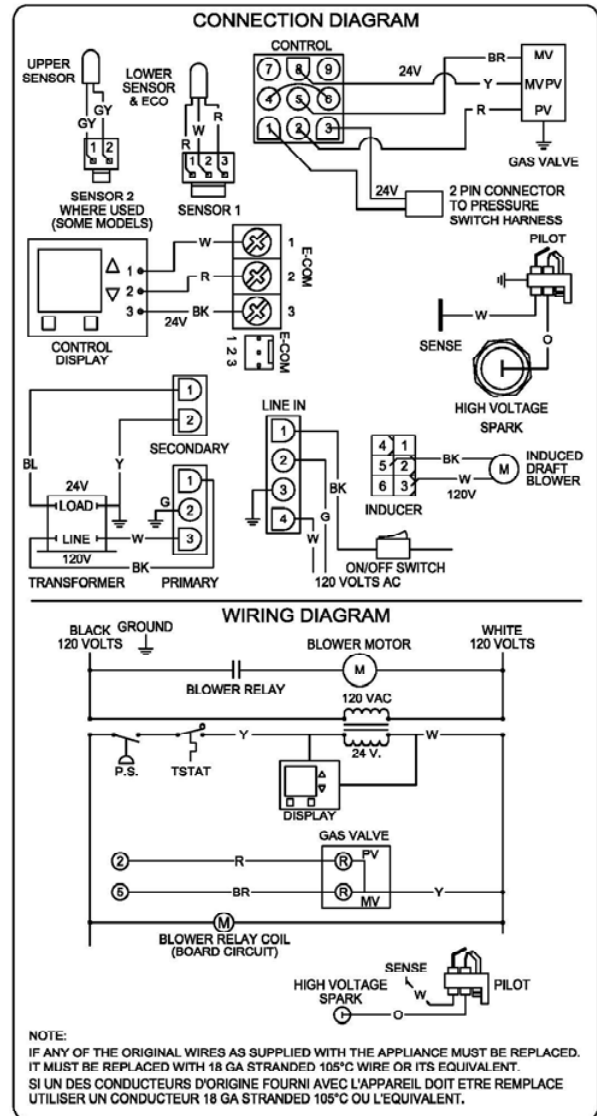 CONNECTION DIAGRAM
UPPER
SENSOR
GY
GY
1 2
SENSOR 2
WHERE USED
(SOME MODELS)
LOWER
SENSOR
& ECO
R
W
R
1 2 3
SENSOR 1
CONTROL
7 8 9
4 5 6
1 2 3
24V
BR
Y
R
MV
MVPV
PV
GAS VALVE
24V
2 PIN CONNECTOR
TO PRESSURE
SWITCH HARNESS
1
2
3
W
R
BK
24V
CONTROL
DISPLAY
1
2
3
E-COM
1 2 3
E-COM
PILOT
W
O
SENSE
HIGH VOLTAGE
SPARK
1
2
SECONDARY
BL
Y
24V
LOAD
LINE
120V
TRANSFORMER
G
W
BK
1
2
3
PRIMARY
LINE IN
1
2
3
4
BK
G
W
ON/OFF SWITCH
120 VOLTS AC
4 1
5 2
6 3
INDUCER
BK
W
120V
M
INDUCED
DRAFT
BLOWER
WIRING DIAGRAM
BLACK
120 VOLTS
GROUND
BLOWER MOTOR
WHITE
120 VOLTS
M
BLOWER RELAY
120 VAC
24 V.
P.S.
TSTAT
Y
W
DISPLAY
GAS VALVE
2
R
R
PV
5
BR
R
MV
Y
M
BLOWER RELAY COIL
(BOARD CIRCUIT)
SENSE
W
HIGH VOLTAGE
SPARK
O
PILOT
NOTE:
IF ANY OF THE ORIGINAL WIRES AS SUPPLIED WITH THE APPLIANCE MUST BE REPLACED.
IT MUST BE REPLACED WITH 18 GA STRANDED 105°C WIRE OR ITS EQUIVALENT.
SI UN DES CONDUCTEURS D'ORIGINE FOURNI AVEC L'APPAREIL DOIT ETRE REMPLACE
UTILISER UN CONDUCTEUR 18 GA STRANDED 105°C OU L'EQUIVALENT.